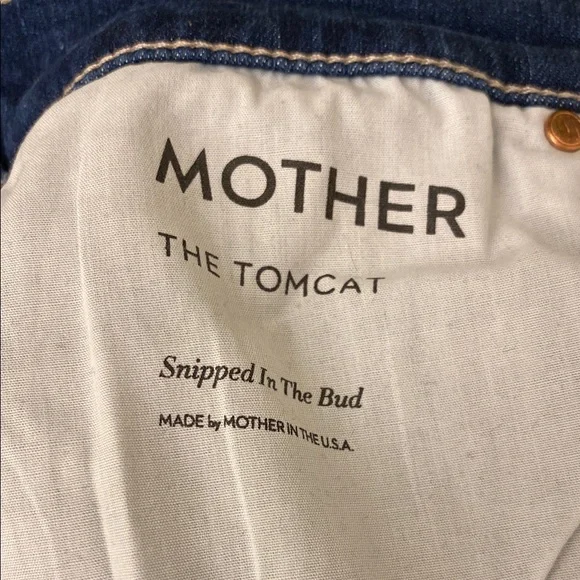 MOTHER
THE TOMCAT
Snipped In The Bud
MADE by MOTHER IN THE U.S.A.